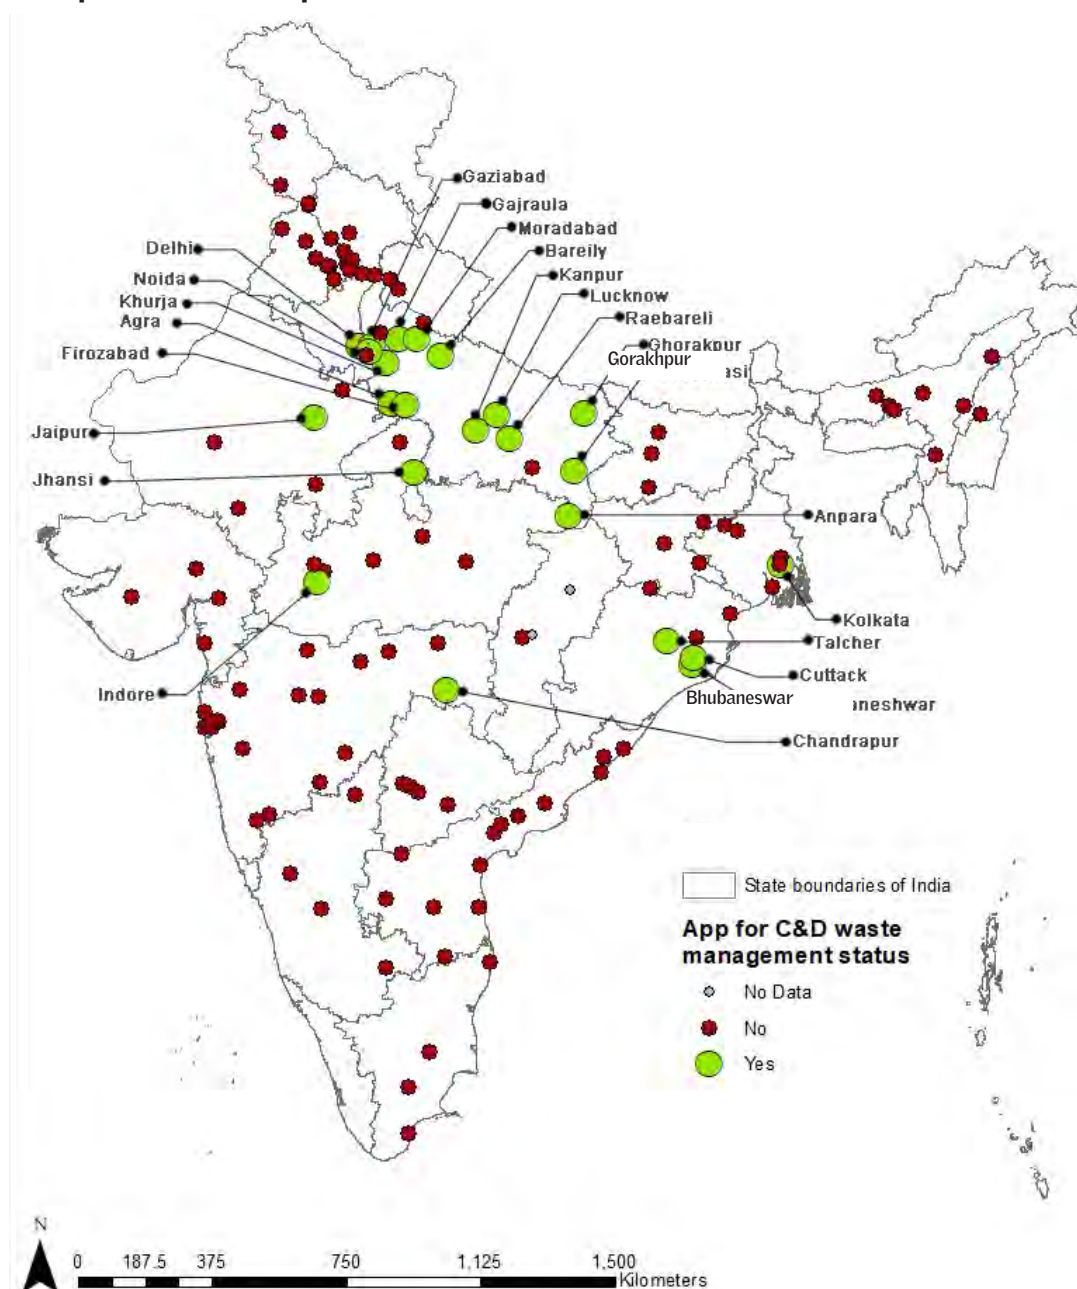 Gaziabad
Gajraula
Moradabad
Bareily
Kanpur
Lucknow
Raebareli
Ghorakpur
Gorakhpur
asi
Delhi
Noida
Khurja
Agra
Firozabad
Jaipur
Jhansi
Anpara
Kolkata
Talcher
Cuttack
Bhubaneswar
aneshwar
Chandrapur
Indore
State boundaries of India
App for C&D waste
management status
No Data
No
Yes
N
0 187.5 375 750 1,125 1,500
Kilometers